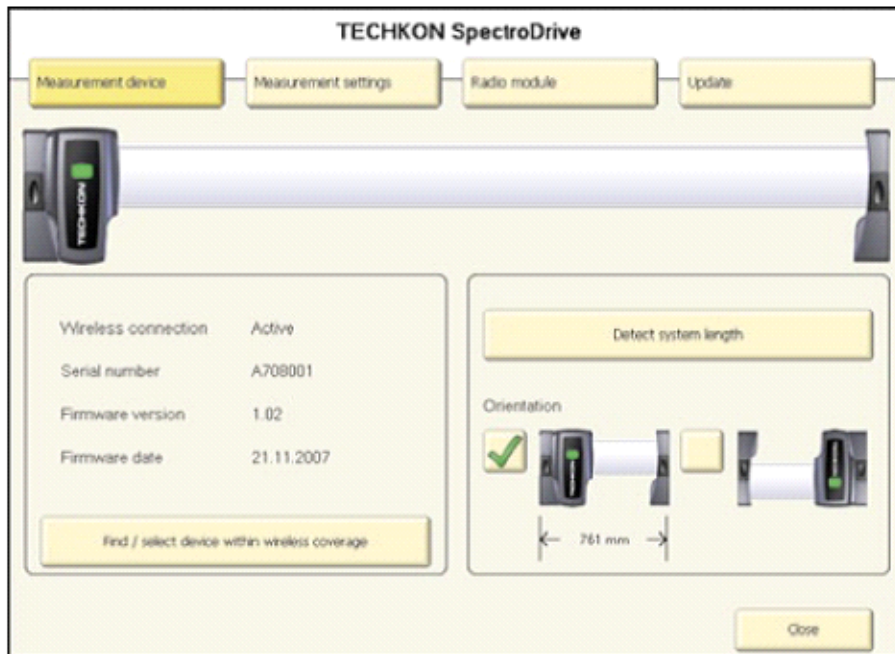 TECHKON SpectroDrive
Measurement device
Measurement settings
Radio module
Update
TECHKON
Wireless connection Active
Serial number A708001
Firmware version 1.02
Firmware date 21.11.2007
Find / select device within wireless coverage
Detect system length
Orientation
761 mm
Close